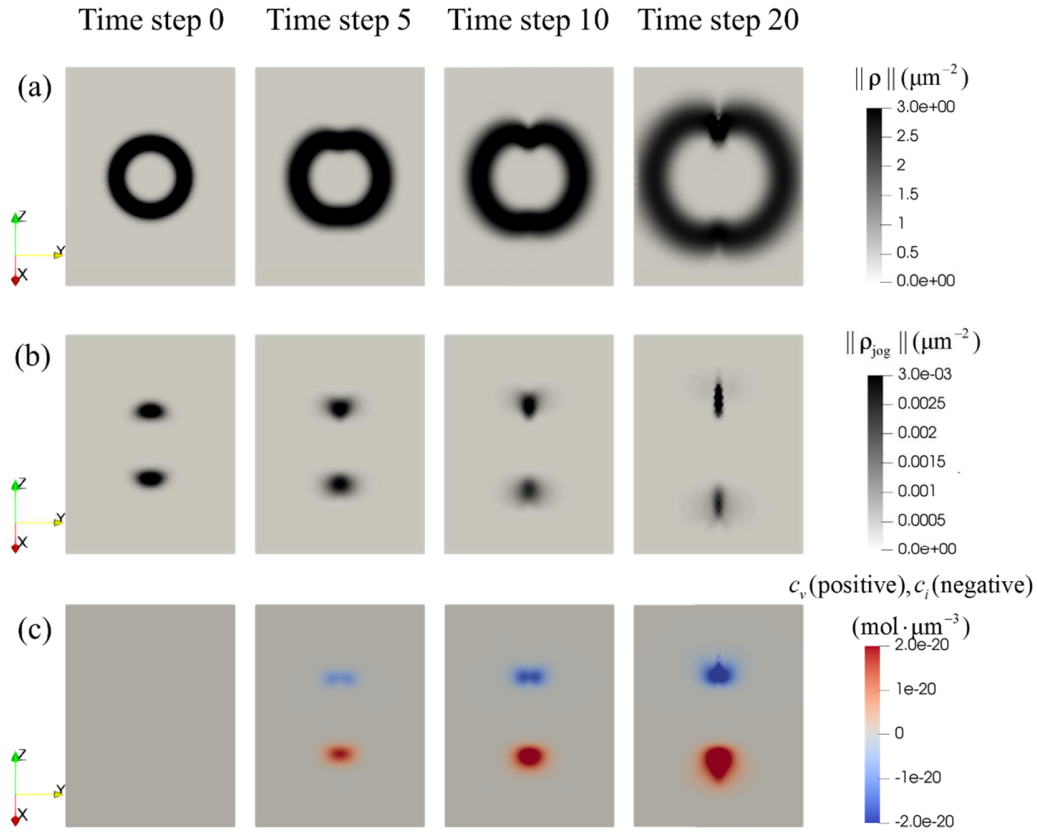 Time step 0 Time step 5 Time step 10 Time step 20
(a)
‖ρ‖(μm⁻²)
3.0e+00
2.5
2
1.5
1
0.5
0.0e+00
Z
Y
X
(b)
‖ρ_jog‖(μm⁻²)
3.0e-03
0.0025
0.002
0.0015
0.001
0.0005
0.0e+00
Z
Y
X
c_v(positive),c_i(negative)
(c)
(mol·μm⁻³)
2.0e-20
1e-20
0
-1e-20
-2.0e-20
Z
Y
X